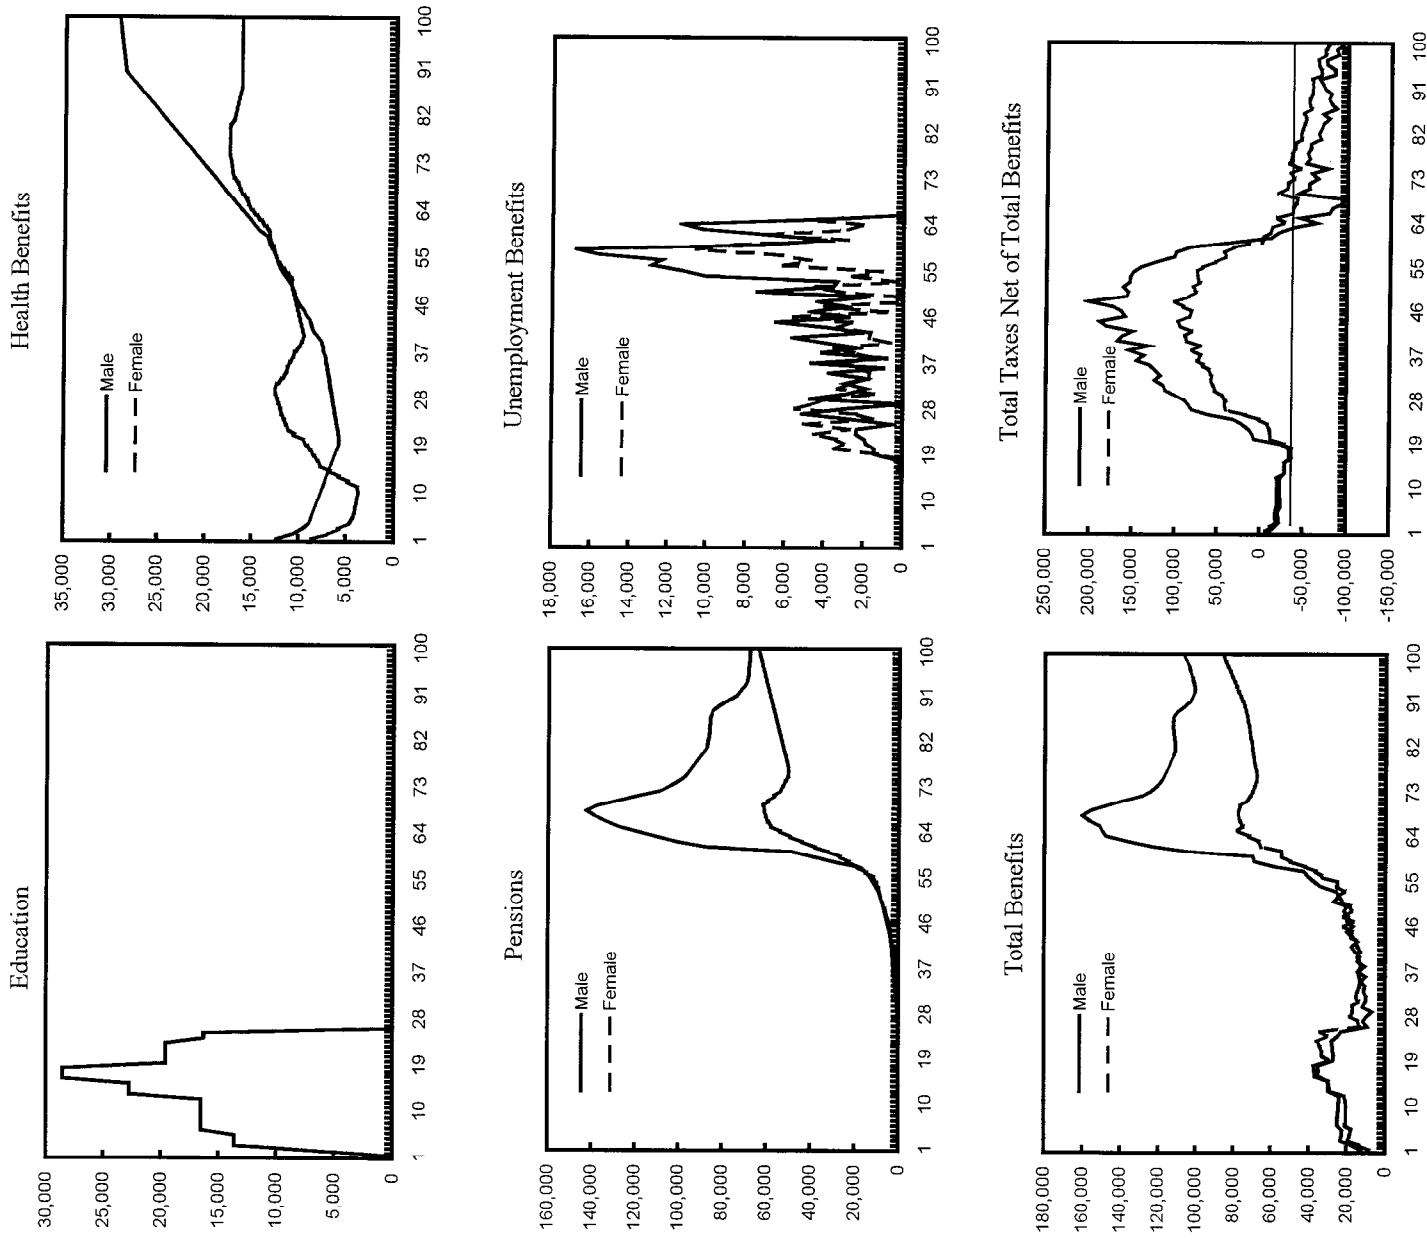 Education
30,000
25,000
20,000
15,000
10,000
5,000
0
1 10 19 28 37 46 55 64 73 82 91 100
Health Benefits
Male
Female
35,000
30,000
25,000
20,000
15,000
10,000
5,000
0
1 10 19 28 37 46 55 64 73 82 91 100
Pensions
Male
Female
160,000
140,000
120,000
100,000
80,000
60,000
40,000
20,000
0
1 10 19 28 37 46 55 64 73 82 91 100
Unemployment Benefits
Male
Female
18,000
16,000
14,000
12,000
10,000
8,000
6,000
4,000
2,000
0
1 10 19 28 37 46 55 64 73 82 91 100
Total Benefits
Male
Female
180,000
160,000
140,000
120,000
100,000
80,000
60,000
40,000
20,000
0
1 10 19 28 37 46 55 64 73 82 91 100
Total Taxes Net of Total Benefits
Male
Female
250,000
200,000
150,000
100,000
50,000
0
-50,000
-100,000
-150,000
1 10 19 28 37 46 55 64 73 82 91 100